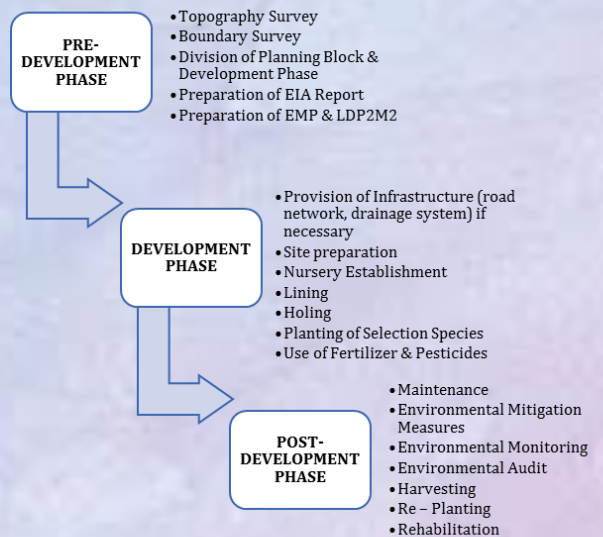 PRE-
DEVELOPMENT
PHASE
• Topography Survey
• Boundary Survey
• Division of Planning Block &
Development Phase
• Preparation of EIA Report
• Preparation of EMP & LDP2M2
DEVELOPMENT
PHASE
• Provision of Infrastructure (road
network, drainage system) if
necessary
• Site preparation
• Nursery Establishment
• Lining
• Holing
• Planting of Selection Species
• Use of Fertilizer & Pesticides
POST-
DEVELOPMENT
PHASE
• Maintenance
• Environmental Mitigation
Measures
• Environmental Monitoring
• Environmental Audit
• Harvesting
• Re – Planting
• Rehabilitation